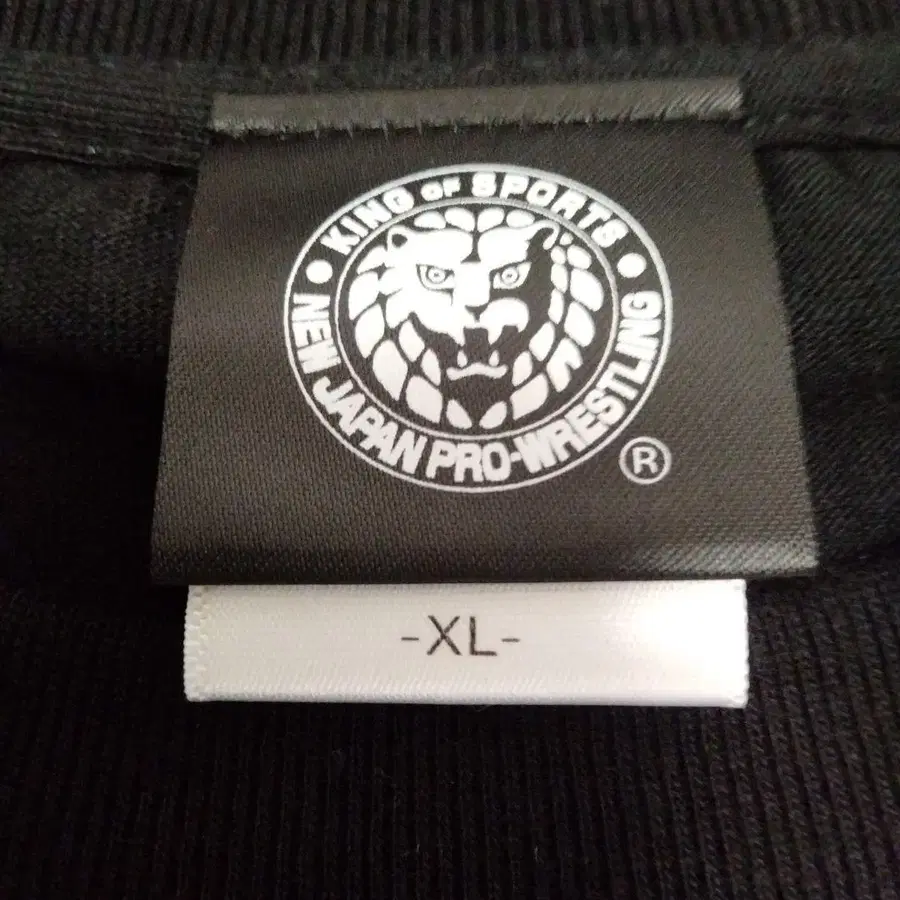 KING OF SPORTS
NEW JAPAN PRO-WRESTLING
®
-XL-